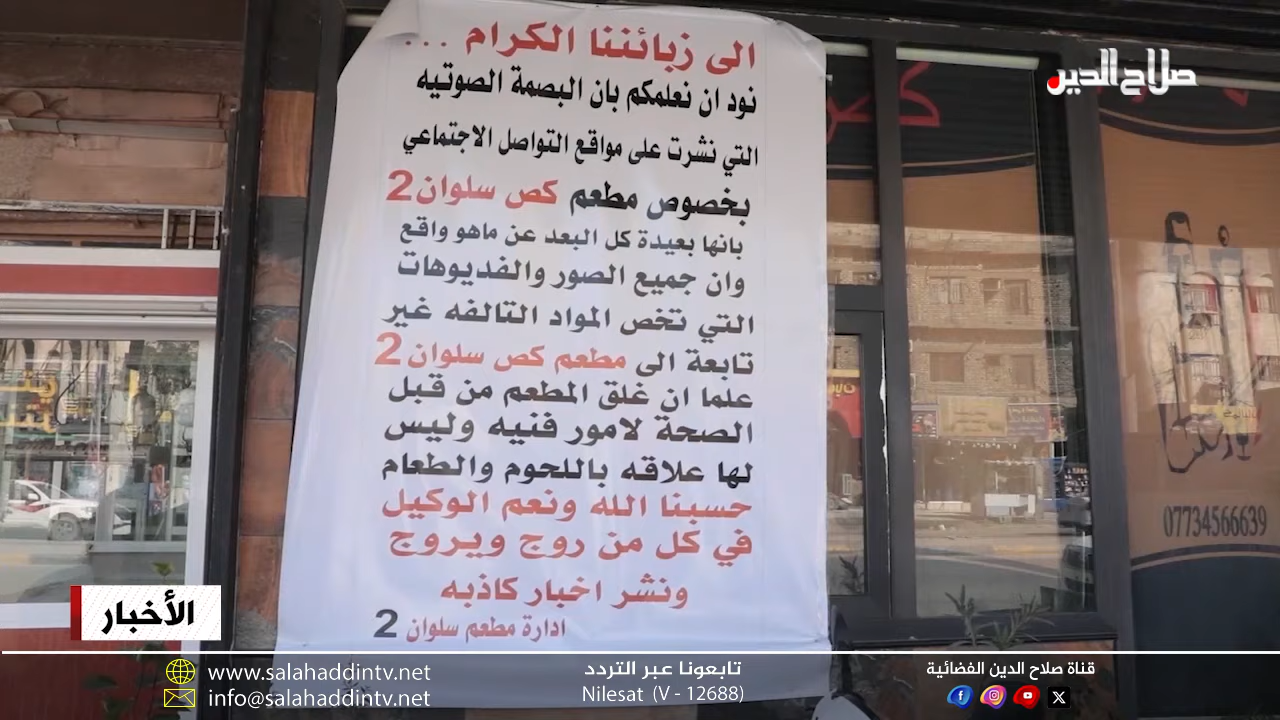 الى زبائننا الكرام ...
نود ان نعلمكم بان البصمة الصوتيه
التي نشرت على مواقع التواصل الاجتماعي
بخصوص مطعم كص سلوان 2
بانها بعيدة كل البعد عن ماهو واقع
وان جميع الصور والفديوهات
التي تخص المواد التالفه غير
تابعة الى مطعم كص سلوان 2
علما ان غلق المطعم من قبل
الصحة لامور فنيه وليس
لها علاقه باللحوم والطعام
حسبنا الله ونعم الوكيل
في كل من روج ويروج
ونشر اخبار كاذبه
ادارة مطعم سلوان 2
صلاح الدين
07734566639
الأخبار
قناة صلاح الدين الفضائية
تابعونا عبر التردد
Nilesat (V - 12688)
www.salahaddintv.net
info@salahaddintv.net